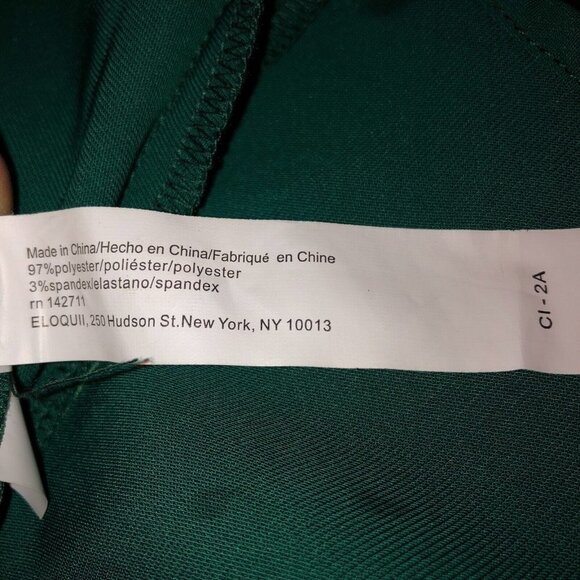 Made in China/Hecho en China/Fabriqué en Chine
97%polyester/poliéster/polyester
3%spandex/elastano/spandex
rn 142711
ELOQUII, 250 Hudson St.New York, NY 10013
CI - 2A